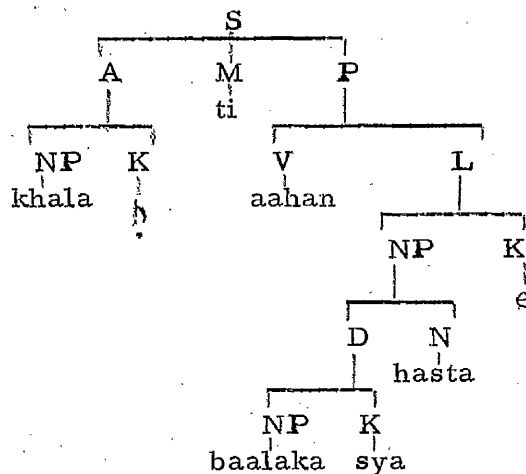 S
A M P
ti
NP K V L
khala ḥ aahan
NP K
e
D N
hasta
NP K
baalaka sya